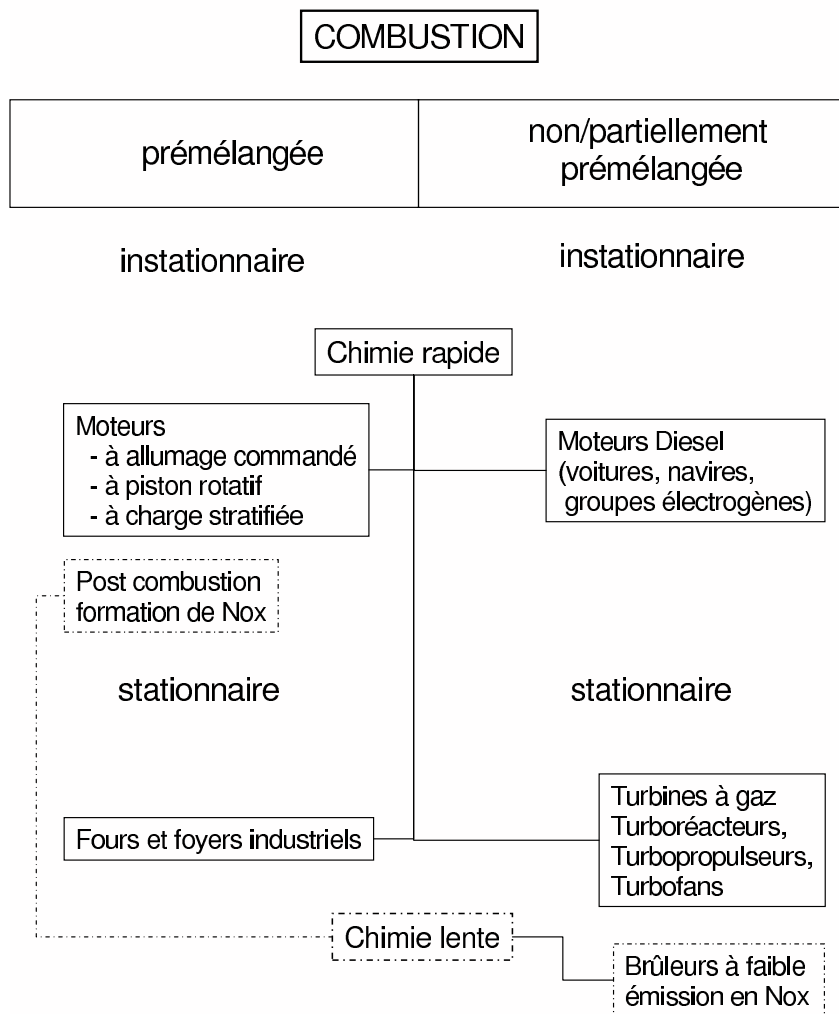 COMBUSTION
prémélangée
non/partiellement
prémélangée
instationnaire
instationnaire
Chimie rapide
Moteurs
- à allumage commandé
- à piston rotatif
- à charge stratifiée
Moteurs Diesel
(voitures, navires,
groupes électrogènes)
Post combustion
formation de Nox
stationnaire
stationnaire
Fours et foyers industriels
Turbines à gaz
Turboréacteurs,
Turbopropulseurs,
Turbofans
Chimie lente
Brûleurs à faible
émission en Nox